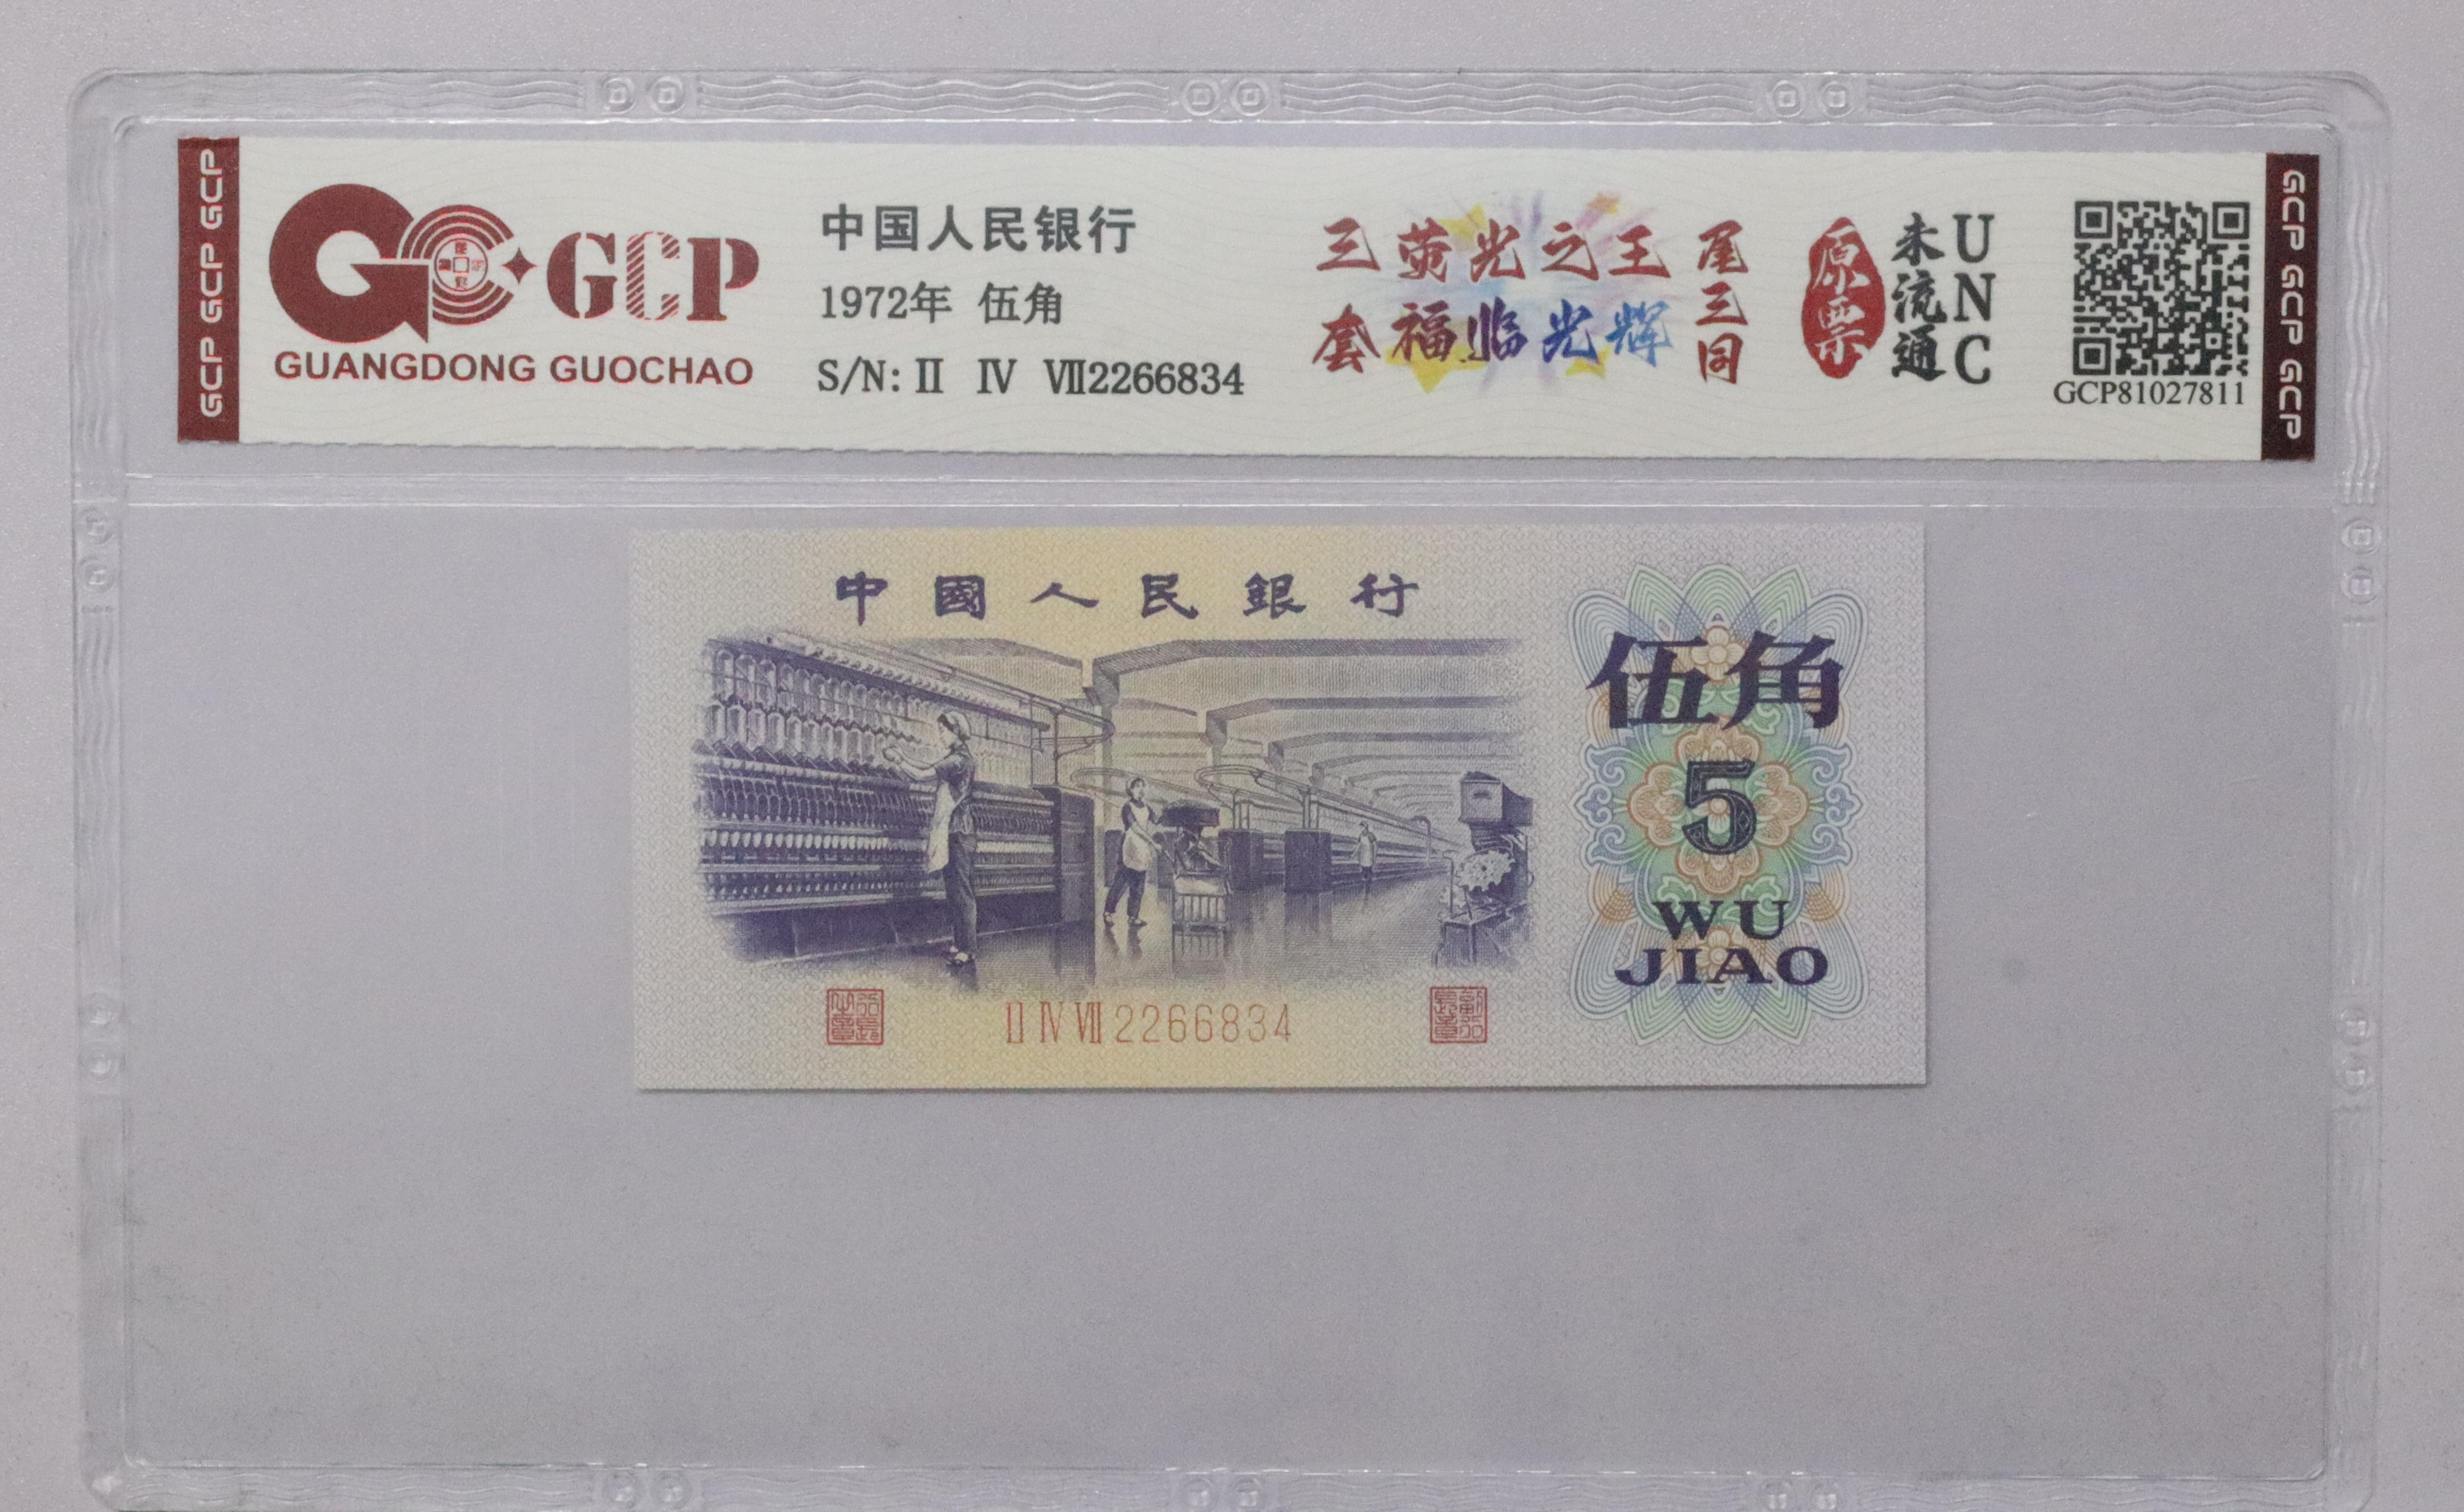 GCP GCP GCP
GCP
GUANGDONG GUOCHAO
中国人民银行
1972年 伍角
S/N: II IV VII2266834
三套
荧光之王
福临光辉
尾三同
原票
未流通
UNC
GCP81027811
GCP GCP GCP
中國人民銀行
伍角
5
WU
JIAO
II IV VII 2266834